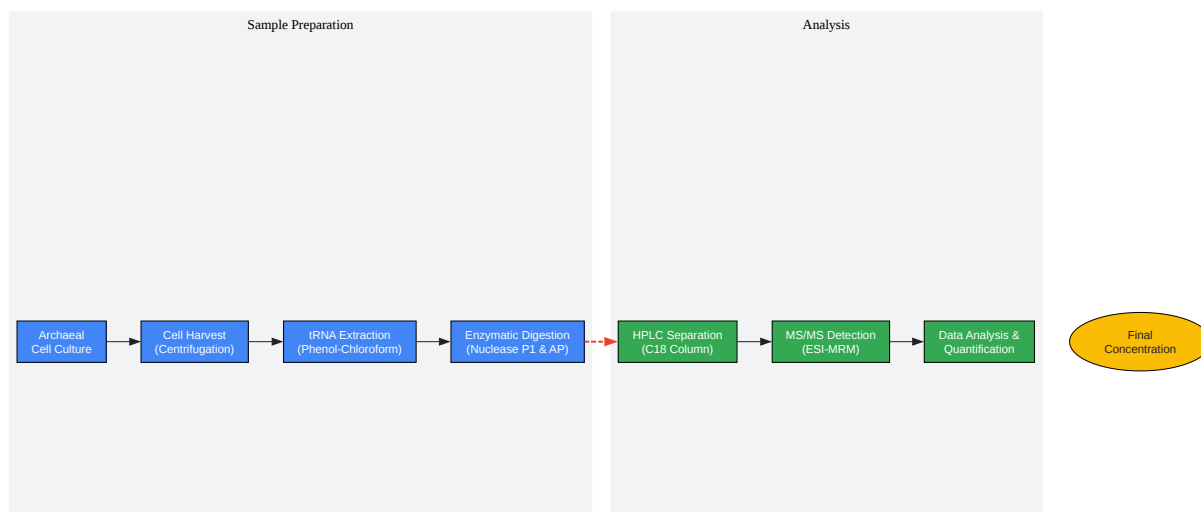 Sample Preparation
Analysis
Archaeal
Cell Culture
Cell Harvest
(Centrifugation)
tRNA Extraction
(Phenol-Chloroform)
Enzymatic Digestion
(Nuclease P1 & AP)
HPLC Separation
(C18 Column)
MS/MS Detection
(ESI-MRM)
Data Analysis &
Quantification
Final
Concentration